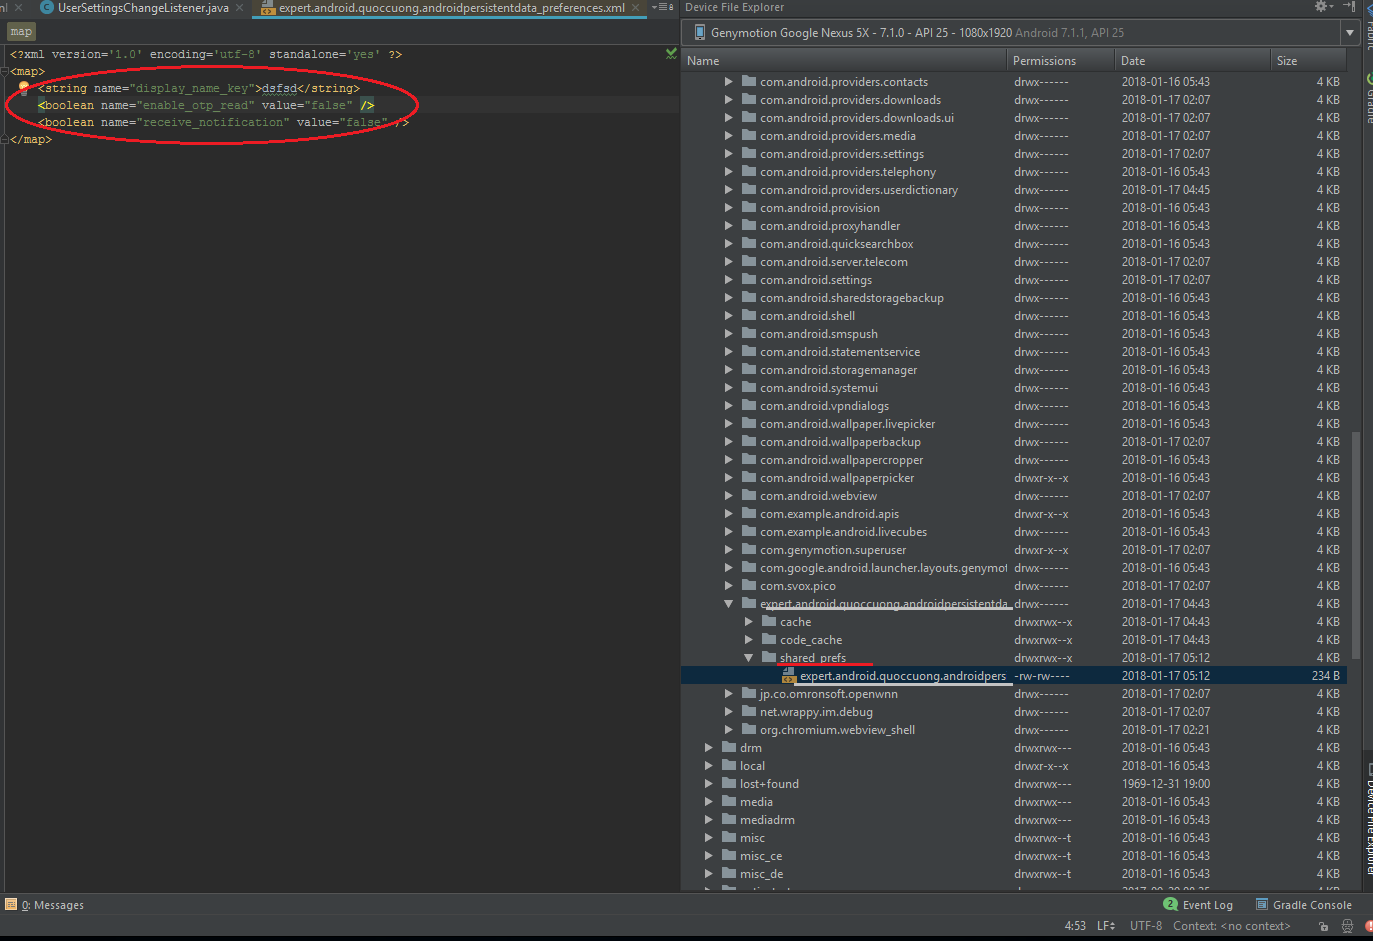 UserSettingsChangeListener.java
expert.android.quoccuong.androidpersistentdata_preferences.xml
map
<?xml version='1.0' encoding='utf-8' standalone='yes' ?>
<map>
<string name="display_name_key">dsfsd</string>
<boolean name="enable_otp_read" value="false" />
<boolean name="receive_notification" value="false" />
</map>
Device File Explorer
Genymotion Google Nexus 5X - 7.1.0 - API 25 - 1080x1920 Android 7.1.1, API 25
Name Permissions Date Size
com.android.providers.contacts drwx------ 2018-01-16 05:43 4 KB
com.android.providers.downloads drwx------ 2018-01-17 02:07 4 KB
com.android.providers.downloads.ui drwx------ 2018-01-17 02:07 4 KB
com.android.providers.media drwx------ 2018-01-17 02:07 4 KB
com.android.providers.settings drwx------ 2018-01-17 02:07 4 KB
com.android.providers.telephony drwx------ 2018-01-16 05:43 4 KB
com.android.providers.userdictionary drwx------ 2018-01-17 04:45 4 KB
com.android.provision drwx------ 2018-01-16 05:43 4 KB
com.android.proxyhandler drwx------ 2018-01-16 05:43 4 KB
com.android.quicksearchbox drwx------ 2018-01-16 05:43 4 KB
com.android.server.telecom drwx------ 2018-01-17 02:07 4 KB
com.android.settings drwx------ 2018-01-17 02:07 4 KB
com.android.sharedstoragebackup drwx------ 2018-01-16 05:43 4 KB
com.android.shell drwx------ 2018-01-16 05:43 4 KB
com.android.smspush drwx------ 2018-01-16 05:43 4 KB
com.android.statementservice drwx------ 2018-01-16 05:43 4 KB
com.android.storagemanager drwx------ 2018-01-16 05:43 4 KB
com.android.systemui drwx------ 2018-01-16 05:43 4 KB
com.android.vpndialogs drwx------ 2018-01-16 05:43 4 KB
com.android.wallpaper.livepicker drwx------ 2018-01-16 05:43 4 KB
com.android.wallpaperbackup drwx------ 2018-01-17 02:07 4 KB
com.android.wallpapercropper drwx------ 2018-01-16 05:43 4 KB
com.android.wallpaperpicker drwxr-x--x 2018-01-16 05:43 4 KB
com.android.webview drwx------ 2018-01-17 02:07 4 KB
com.example.android.apis drwxr-x--x 2018-01-16 05:43 4 KB
com.example.android.livecubes drwx------ 2018-01-16 05:43 4 KB
com.genymotion.superuser drwxr-x--x 2018-01-17 02:07 4 KB
com.google.android.launcher.layouts.genymot drwx------ 2018-01-16 05:43 4 KB
com.svox.pico drwx------ 2018-01-17 02:07 4 KB
expert.android.quoccuong.androidpersistentda drwx------ 2018-01-17 04:43 4 KB
cache drwxrwx--x 2018-01-17 04:43 4 KB
code_cache drwxrwx--x 2018-01-17 04:43 4 KB
shared_prefs drwxrwx--x 2018-01-17 05:12 4 KB
expert.android.quoccuong.androidpers -rw-rw---- 2018-01-17 05:12 234 B
jp.co.omronsoft.openwnn drwx------ 2018-01-17 02:07 4 KB
net.wrappy.im.debug drwx------ 2018-01-17 02:07 4 KB
org.chromium.webview_shell drwx------ 2018-01-17 02:21 4 KB
drm drwxrwx--- 2018-01-16 05:43 4 KB
local drwxr-x--x 2018-01-16 05:43 4 KB
lost+found drwxrwx--- 1969-12-31 19:00 4 KB
media drwxrwx--- 2018-01-16 05:43 4 KB
mediadrm drwxrwx--- 2018-01-16 05:43 4 KB
misc drwxrwx--t 2018-01-16 05:43 4 KB
misc_ce drwxrwx--t 2018-01-16 05:43 4 KB
misc_de drwxrwx--t 2018-01-16 05:43 4 KB
Gradle
Device File Explorer
0: Messages
2 Event Log
Gradle Console
4:53 LF UTF-8 Context: <no context>